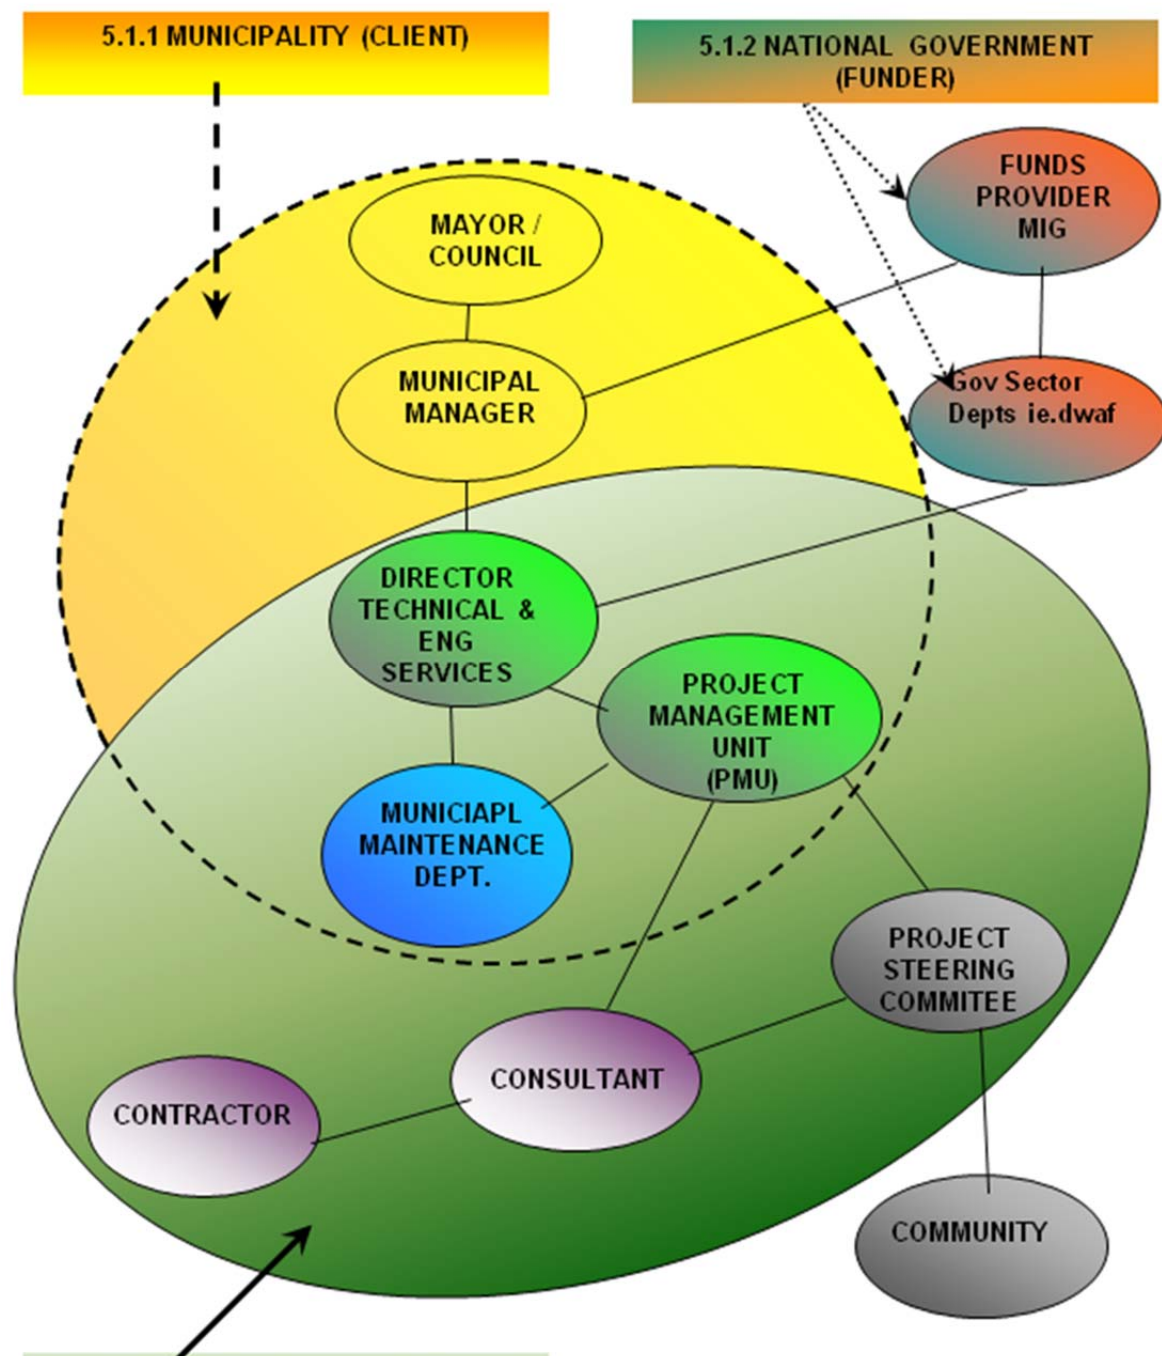 5.1.1 MUNICIPALITY (CLIENT)
5.1.2 NATIONAL GOVERNMENT
(FUNDER)
FUNDS
PROVIDER
MIG
MAYOR /
COUNCIL
MUNICIPAL
MANAGER
Gov Sector
Depts ie.dwaf
DIRECTOR
TECHNICAL &
ENG
SERVICES
PROJECT
MANAGEMENT
UNIT
(PMU)
MUNICIAPL
MAINTENANCE
DEPT.
PROJECT
STEERING
COMMITEE
CONSULTANT
CONTRACTOR
COMMUNITY